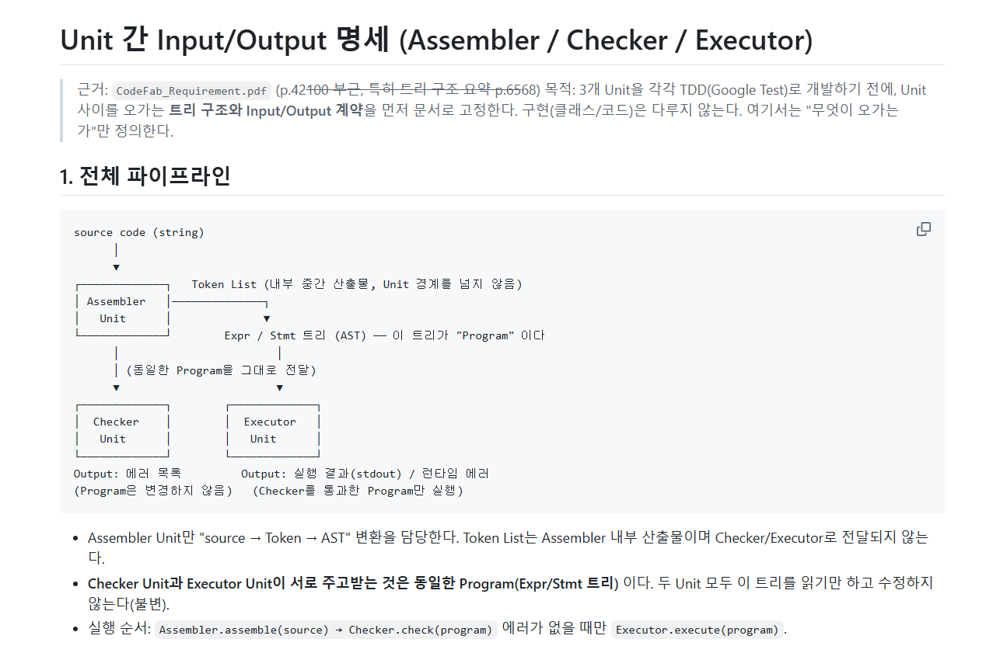 Unit 간 Input/Output 명세 (Assembler / Checker / Executor)
근거: CodeFab_Requirement.pdf (p.42100 부근, 특히 트리 구조 요약 p.6568) 목적: 3개 Unit을 각각 TDD(Google Test)로 개발하기 전에, Unit
사이를 오가는 트리 구조와 Input/Output 계약을 먼저 문서로 고정한다. 구현(클래스/코드)은 다루지 않는다. 여기서는 "무엇이 오가는
가"만 정의한다.
1. 전체 파이프라인
source code (string)
Token List (내부 중간 산출물, Unit 경계를 넘지 않음)
Assembler
Unit
Expr / Stmt 트리 (AST) ── 이 트리가 "Program" 이다
(동일한 Program을 그대로 전달)
Checker Executor
Unit Unit
Output: 에러 목록 Output: 실행 결과(stdout) / 런타임 에러
(Program은 변경하지 않음) (Checker를 통과한 Program만 실행)
• Assembler Unit만 "source → Token → AST" 변환을 담당한다. Token List는 Assembler 내부 산출물이며 Checker/Executor로 전달되지 않는
다.
• Checker Unit과 Executor Unit이 서로 주고받는 것은 동일한 Program(Expr/Stmt 트리) 이다. 두 Unit 모두 이 트리를 읽기만 하고 수정하지
않는다(불변).
• 실행 순서: Assembler.assemble(source) → Checker.check(program) 에러가 없을 때만 Executor.execute(program) .